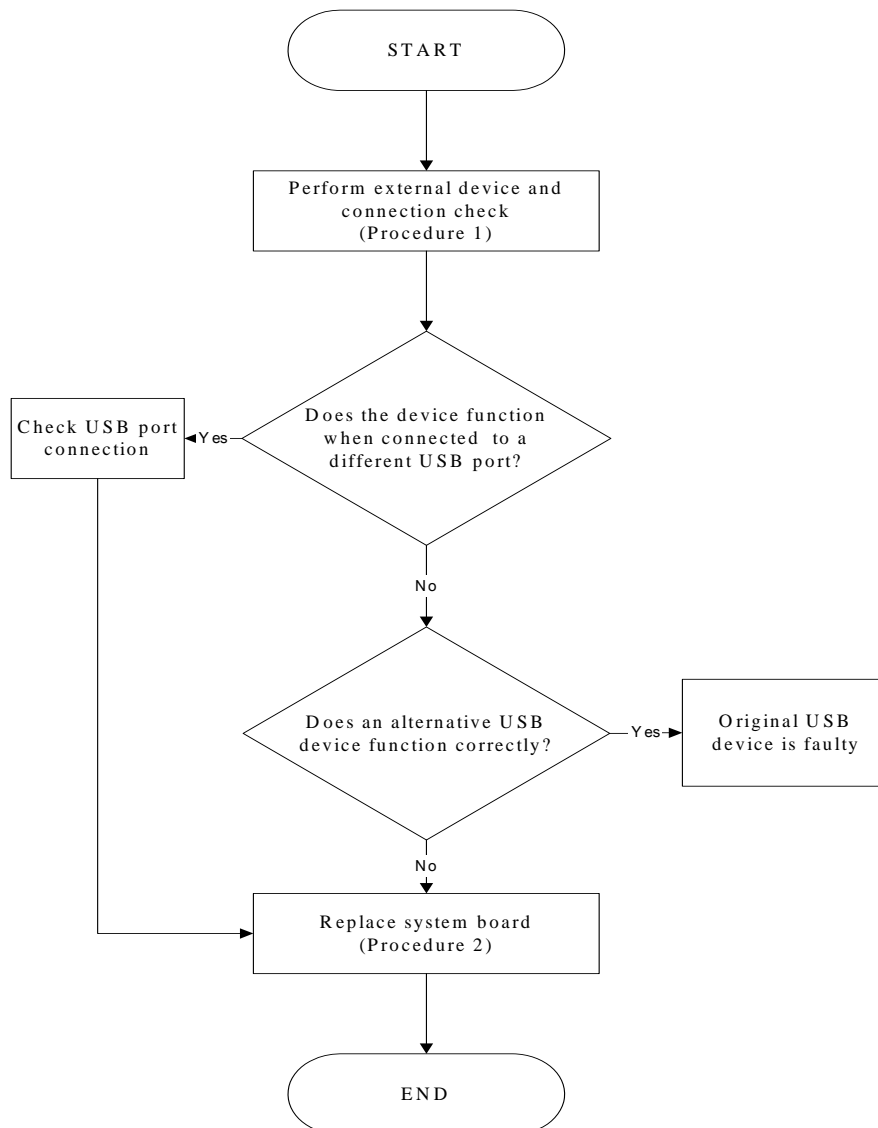 START
Perform external device and
connection check
(Procedure 1)
Does the device function
when connected to a
different USB port?
Yes
Check USB port
connection
No
Does an alternative USB
device function correctly?
Yes
Original USB
device is faulty
No
Replace system board
(Procedure 2)
END